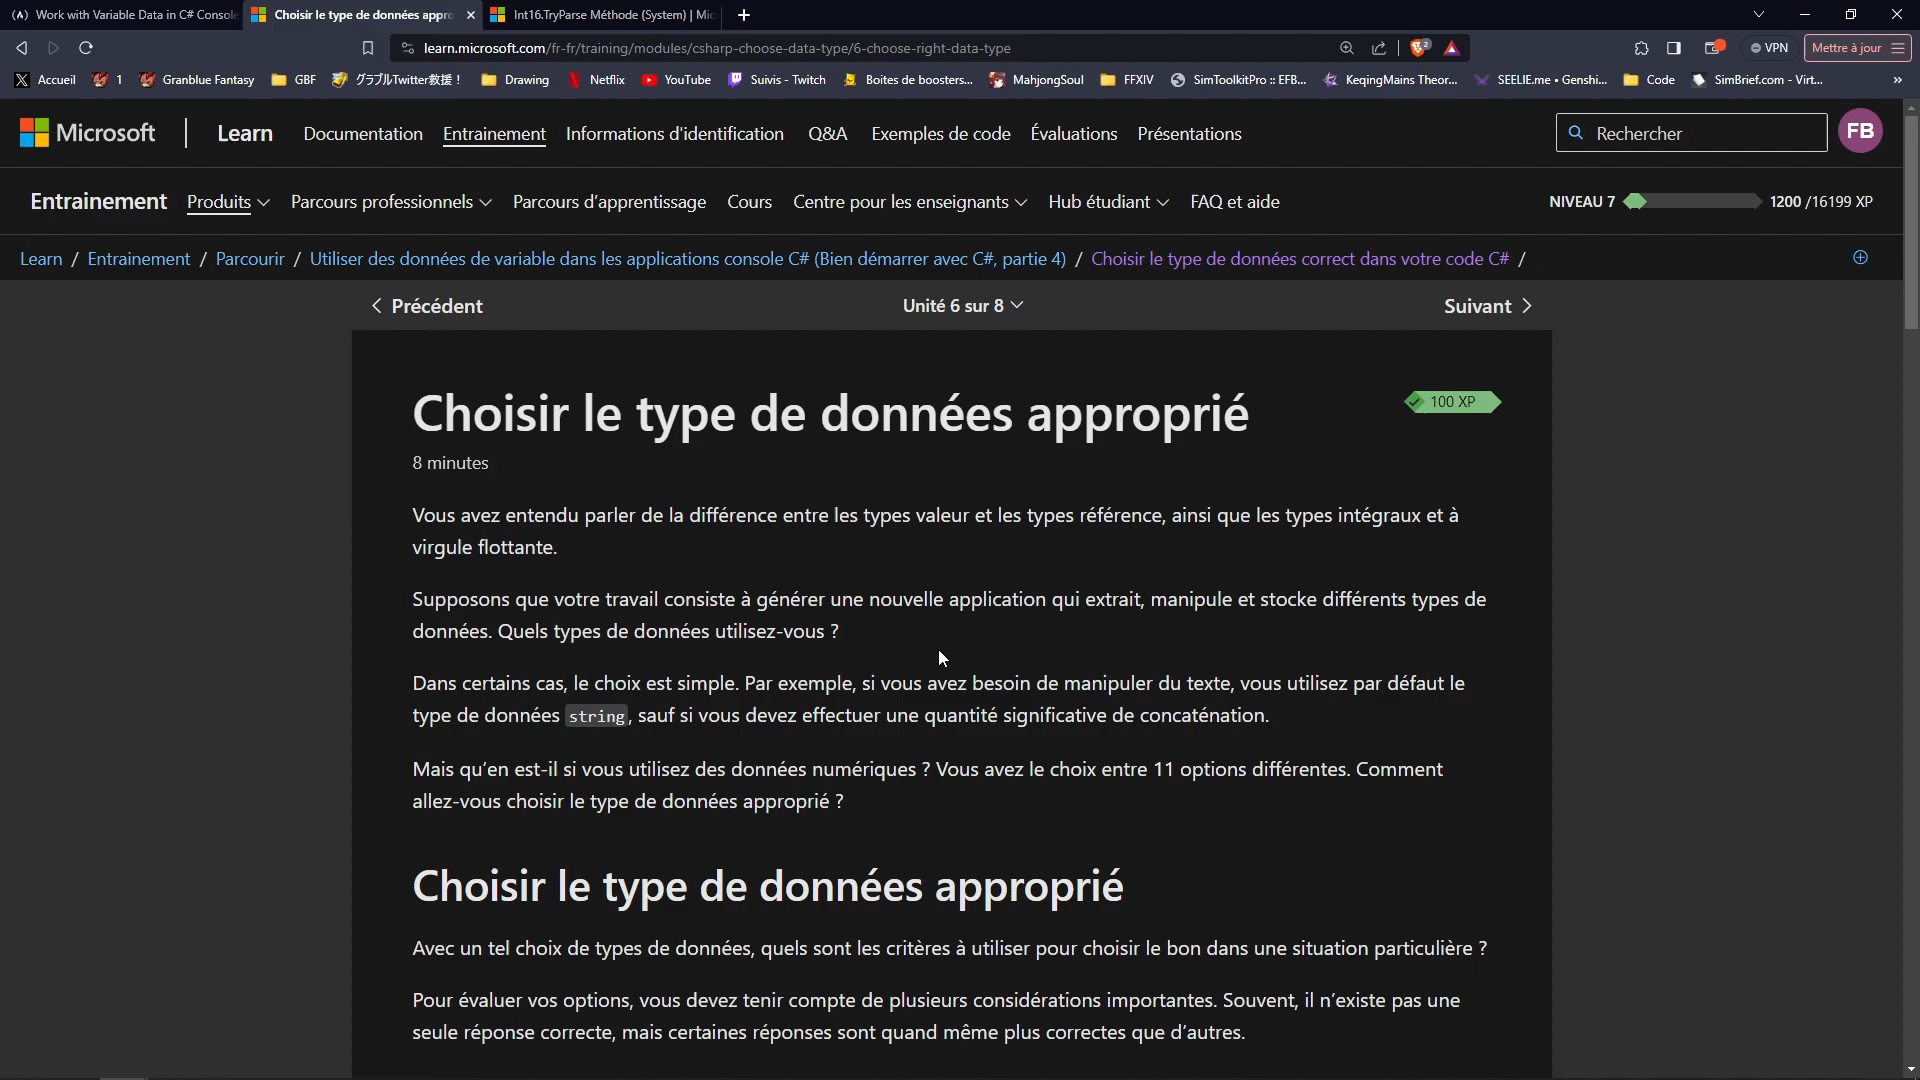 Work with Variable Data in C# Console
Choisir le type de données appro
Int16.TryParse Méthode (System) | Mic
learn.microsoft.com/fr-fr/training/modules/csharp-choose-data-type/6-choose-right-data-type
2
VPN
Mettre à jour
Accueil
1
Granblue Fantasy
GBF
グラブルTwitter救援！
Drawing
Netflix
YouTube
Suivis - Twitch
Boites de boosters...
MahjongSoul
FFXIV
SimToolkitPro :: EFB...
KeqingMains Theor...
SEELIE.me • Genshi...
Code
SimBrief.com - Virt...
»
Microsoft
Learn
Documentation
Entrainement
Informations d'identification
Q&A
Exemples de code
Évaluations
Présentations
Rechercher
FB
Entrainement
Produits
Parcours professionnels
Parcours d'apprentissage
Cours
Centre pour les enseignants
Hub étudiant
FAQ et aide
NIVEAU 7
1200 /16199 XP
Learn / Entrainement / Parcourir / Utiliser des données de variable dans les applications console C# (Bien démarrer avec C#, partie 4) / Choisir le type de données correct dans votre code C# /
Précédent
Unité 6 sur 8
Suivant
Choisir le type de données approprié
100 XP
8 minutes
Vous avez entendu parler de la différence entre les types valeur et les types référence, ainsi que les types intégraux et à
virgule flottante.
Supposons que votre travail consiste à générer une nouvelle application qui extrait, manipule et stocke différents types de
données. Quels types de données utilisez-vous ?
Dans certains cas, le choix est simple. Par exemple, si vous avez besoin de manipuler du texte, vous utilisez par défaut le
type de données string, sauf si vous devez effectuer une quantité significative de concaténation.
Mais qu'en est-il si vous utilisez des données numériques ? Vous avez le choix entre 11 options différentes. Comment
allez-vous choisir le type de données approprié ?
Choisir le type de données approprié
Avec un tel choix de types de données, quels sont les critères à utiliser pour choisir le bon dans une situation particulière ?
Pour évaluer vos options, vous devez tenir compte de plusieurs considérations importantes. Souvent, il n'existe pas une
seule réponse correcte, mais certaines réponses sont quand même plus correctes que d'autres.